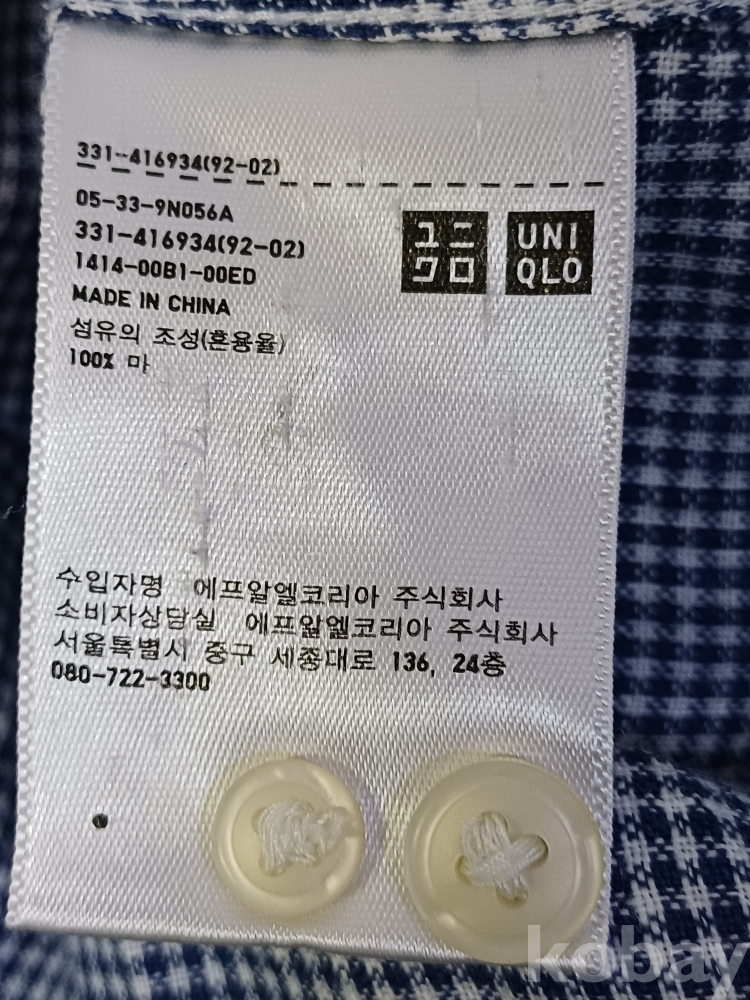 331-416934(92-02)
05-33-9N056A
331-416934(92-02)
1414-00B1-00ED
MADE IN CHINA
섬유의 조성(혼용율)
100% 마
ユニ
クロ
UNI
QLO
수입자명 에프알엘코리아 주식회사
소비자상담실 에프알엘코리아 주식회사
서울특별시 중구 세종대로 136, 24층
080-722-3300
kobay